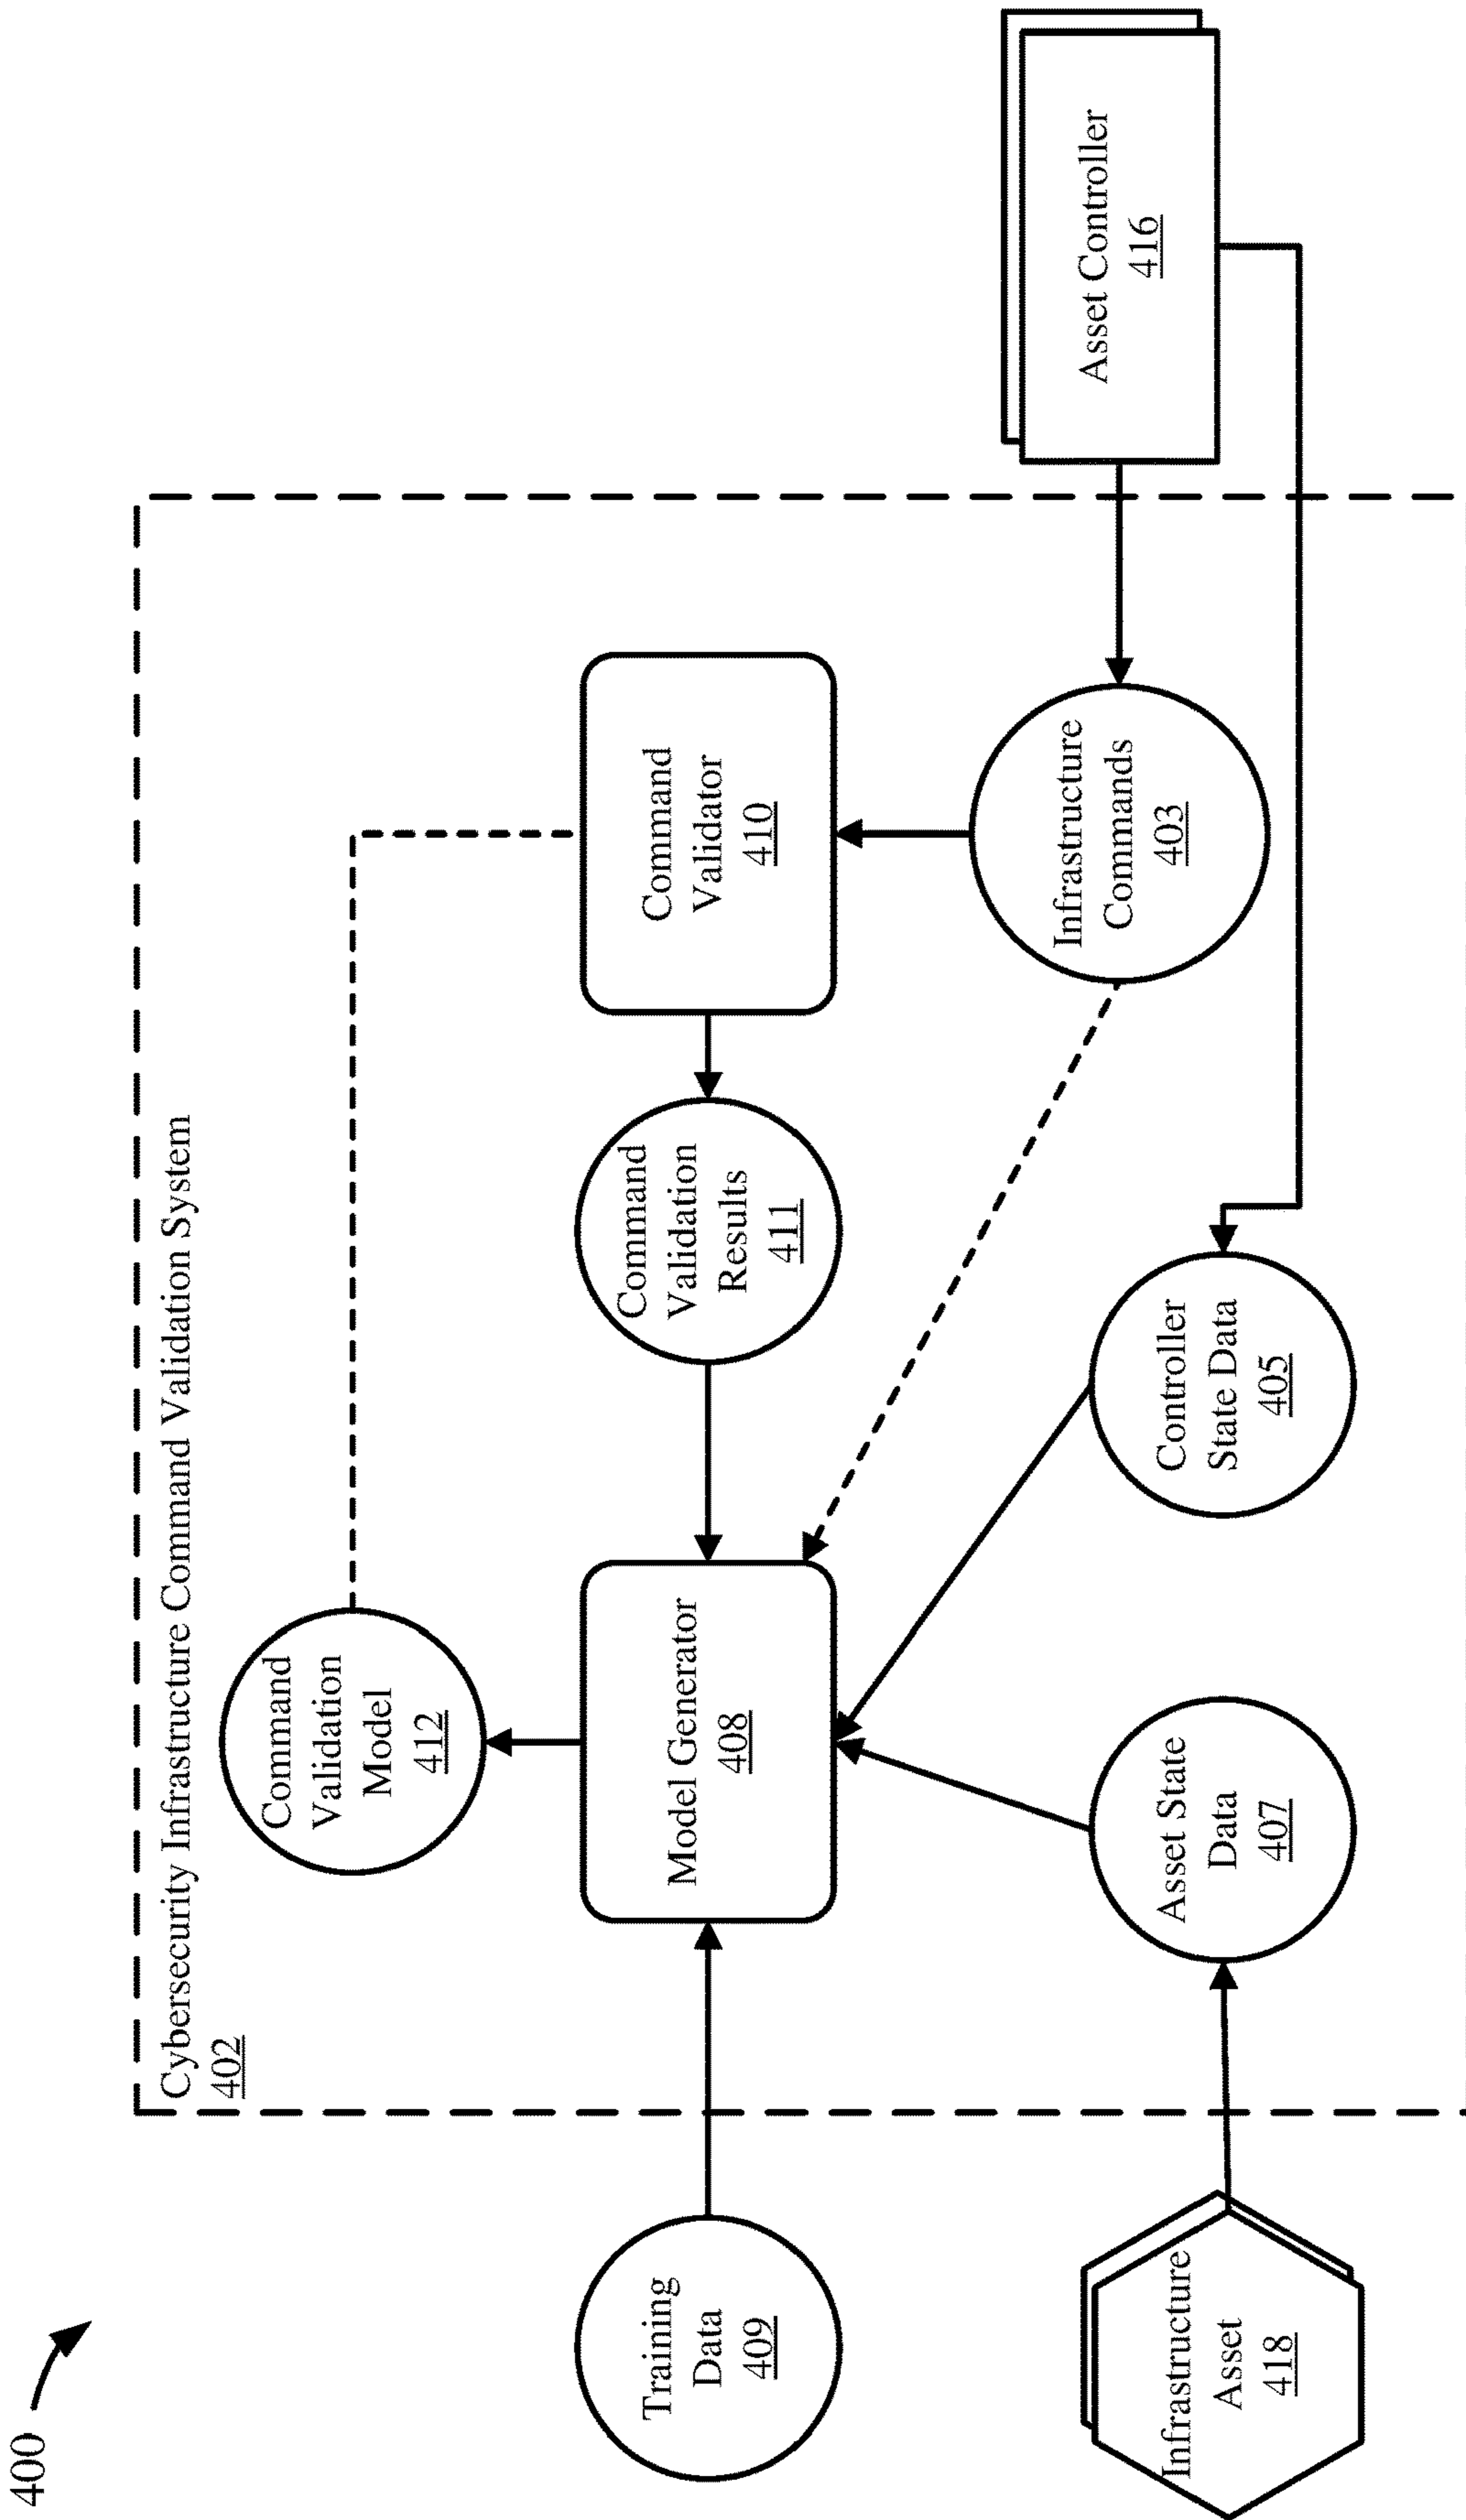 400
Cybersecurity Infrastructure Command Validation System
402
Command
Validation
Model
412
Training
Data
409
Model Generator
408
Command
Validation
Results
411
Command
Validator
410
Infrastructure
Asset
418
Asset State
Data
407
Controller
State Data
405
Infrastructure
Commands
403
Asset Controller
416